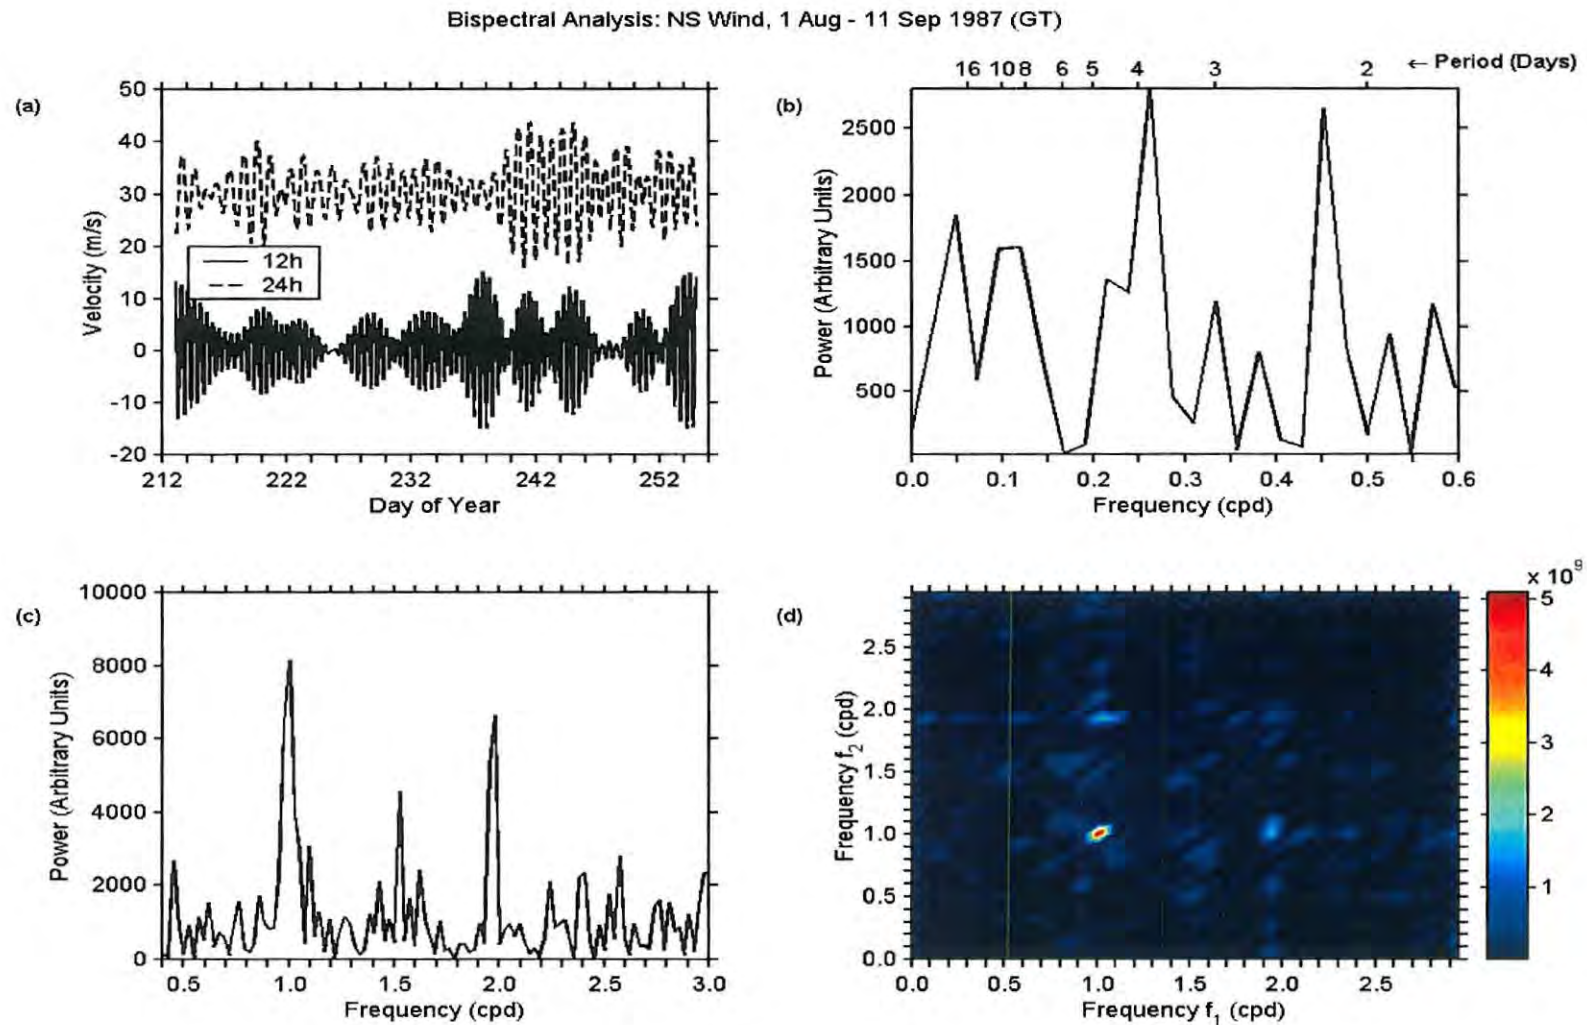 Bispectral Analysis: NS Wind, 1 Aug - 11 Sep 1987 (GT)
(a)
50
40
30
20
10
0
-10
-20
Velocity (m/s)
12h
24h
212 222 232 242 252
Day of Year
(b)
16 10 8 6 5 4 3 2 ← Period (Days)
2500
2000
1500
1000
500
Power (Arbitrary Units)
0.0 0.1 0.2 0.3 0.4 0.5 0.6
Frequency (cpd)
(c)
10000
8000
6000
4000
2000
0
Power (Arbitrary Units)
0.5 1.0 1.5 2.0 2.5 3.0
Frequency (cpd)
(d)
2.5
2.0
1.5
1.0
0.5
0.0
Frequency f₂ (cpd)
0.0 0.5 1.0 1.5 2.0 2.5
Frequency f₁ (cpd)
x 10⁹
5
4
3
2
1